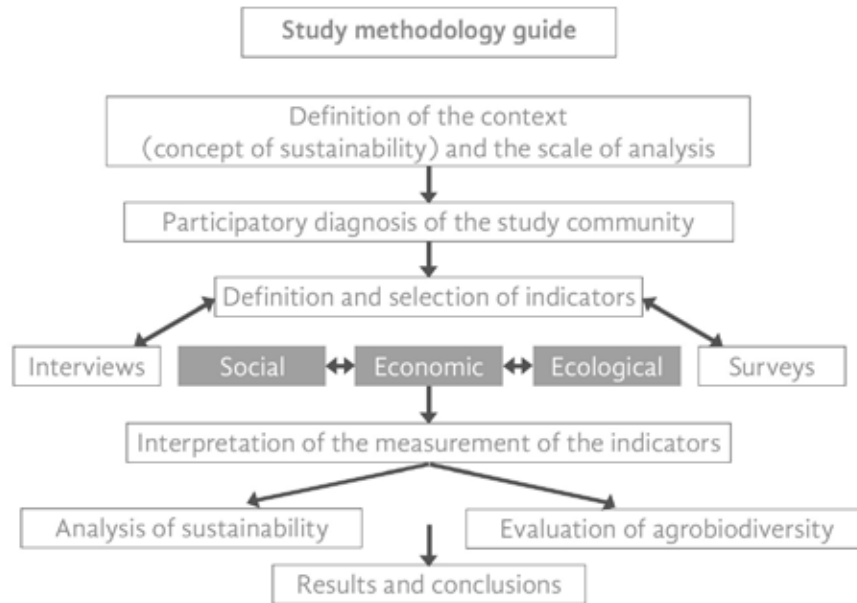 Study methodology guide
Definition of the context
(concept of sustainability) and the scale of analysis
Participatory diagnosis of the study community
Definition and selection of indicators
Interviews
Social
Economic
Ecological
Surveys
Interpretation of the measurement of the indicators
Analysis of sustainability
Evaluation of agrobiodiversity
Results and conclusions